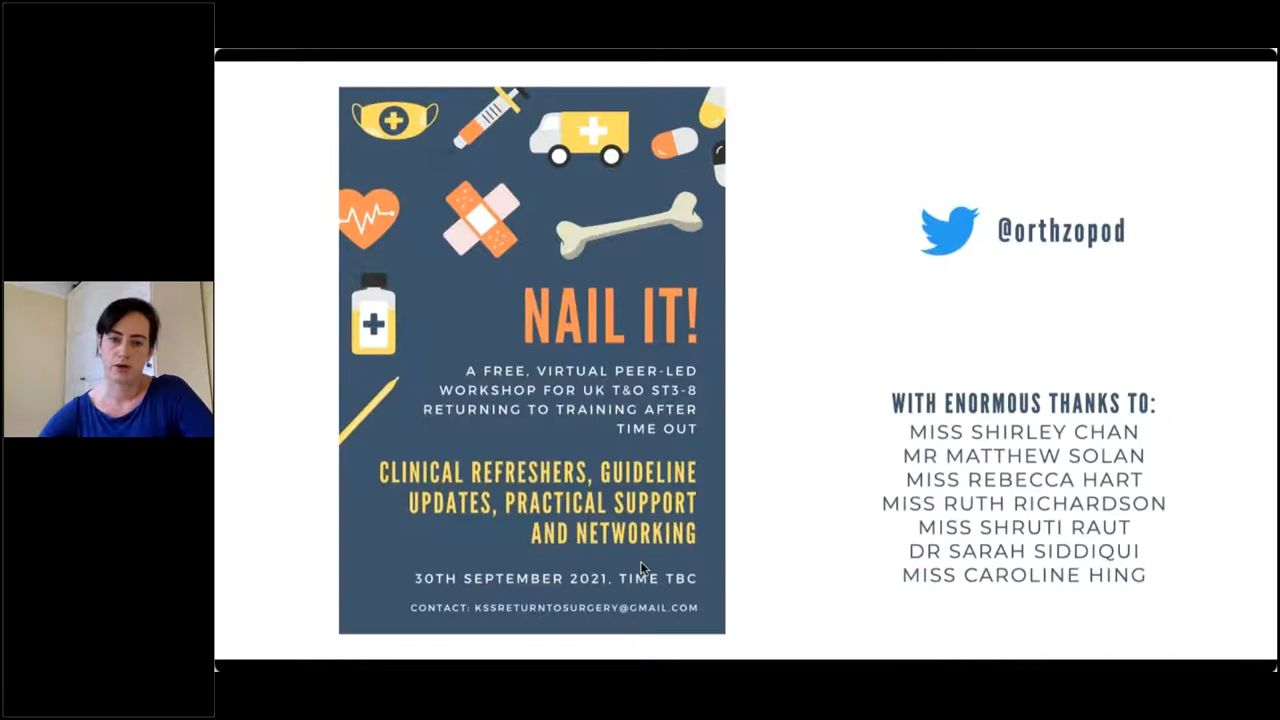 NAIL IT!
A FREE, VIRTUAL PEER-LED
WORKSHOP FOR UK T&O ST3-8
RETURNING TO TRAINING AFTER
TIME OUT
CLINICAL REFRESHERS, GUIDELINE
UPDATES, PRACTICAL SUPPORT
AND NETWORKING
30TH SEPTEMBER 2021, TIME TBC
CONTACT: KSSRETURNTOSURGERY@GMAIL.COM
@orthzopod
WITH ENORMOUS THANKS TO:
MISS SHIRLEY CHAN
MR MATTHEW SOLAN
MISS REBECCA HART
MISS RUTH RICHARDSON
MISS SHRUTI RAUT
DR SARAH SIDDIQUI
MISS CAROLINE HING